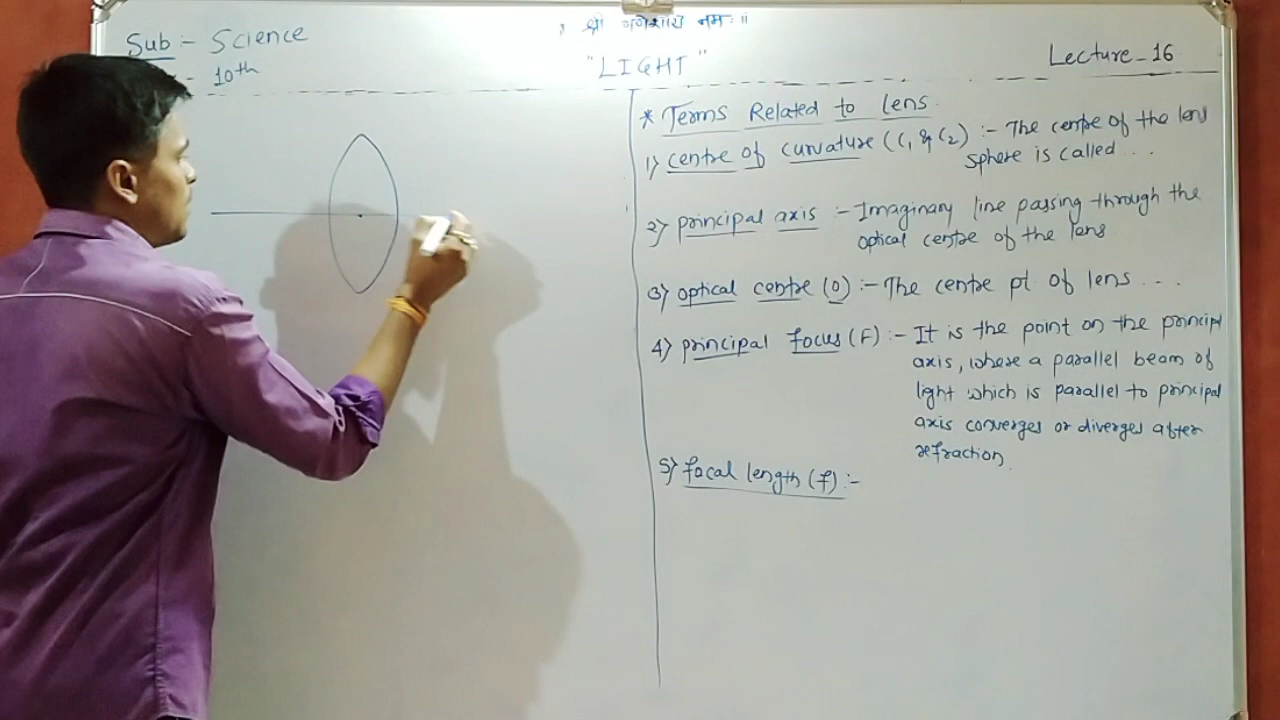 Sub :- Science
:- 10th
। श्री गणेशाय नमः ॥
"LIGHT"
Lecture - 16
* Terms Related to lens.
1) centre of curvature (C1 & C2) :- The centre of the lens
sphere is called ...
2) principal axis :- Imaginary line passing through the
optical centre of the lens
3) optical centre (O) :- The centre pt of lens ...
4) principal focus (F) :- It is the point on the principl
axis, where a parallel beam of
light which is parallel to principal
axis converges or diverges after
refraction.
5) focal length (f) :-